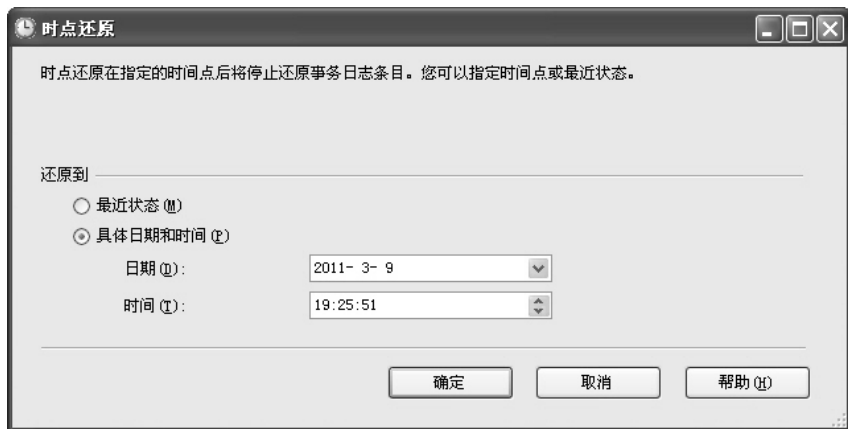 时点还原
时点还原在指定的时间点后将停止还原事务日志条目。您可以指定时间点或最近状态。
还原到
最近状态(M)
具体日期和时间(P)
日期(D): 2011- 3- 9
时间(T): 19:25:51
确定 取消 帮助(H)